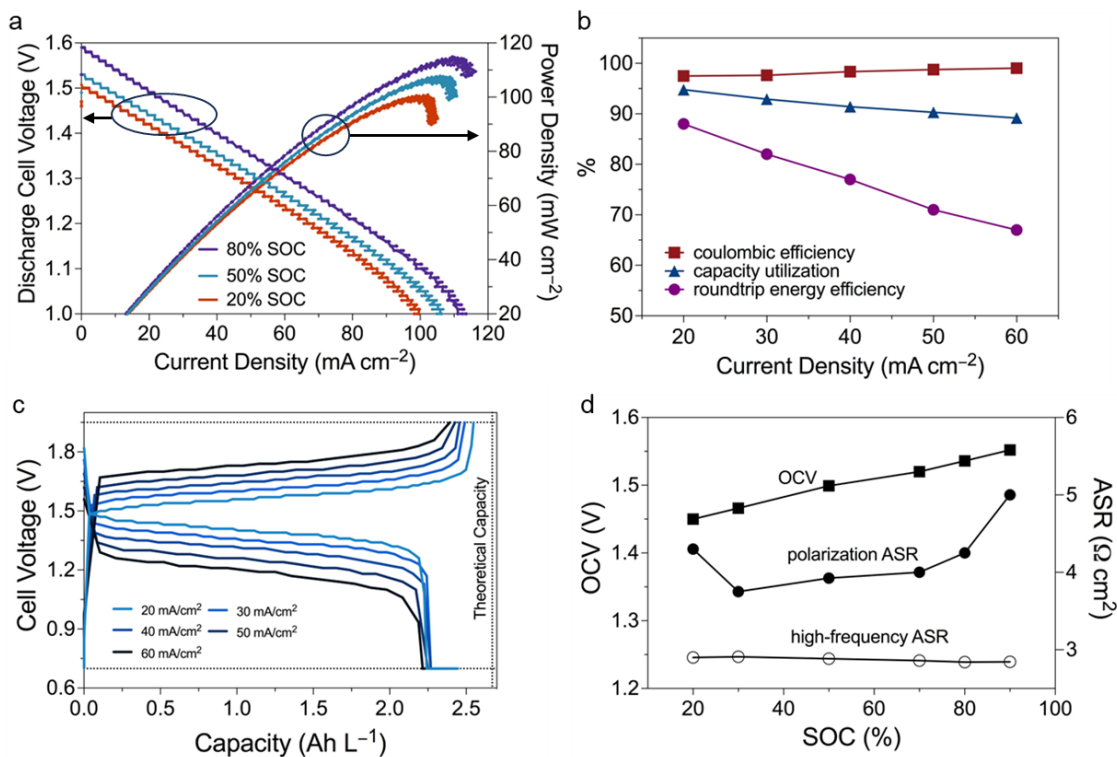 a
1.6
1.5
1.4
1.3
1.2
1.1
1.0
Discharge Cell Voltage (V)
120
100
80
60
40
20
Power Density (mW cm⁻²)
80% SOC
50% SOC
20% SOC
0 20 40 60 80 100 120
Current Density (mA cm⁻²)
b
100
90
80
70
60
50
%
coulombic efficiency
capacity utilization
roundtrip energy efficiency
20 30 40 50 60
Current Density (mA cm⁻²)
c
1.8
1.5
1.2
0.9
0.6
Cell Voltage (V)
Theoretical Capacity
20 mA/cm² 30 mA/cm²
40 mA/cm² 50 mA/cm²
60 mA/cm²
0.0 0.5 1.0 1.5 2.0 2.5
Capacity (Ah L⁻¹)
d
1.6
1.5
1.4
1.3
1.2
OCV (V)
6
5
4
3
ASR (Ω cm²)
OCV
polarization ASR
high-frequency ASR
20 40 60 80 100
SOC (%)